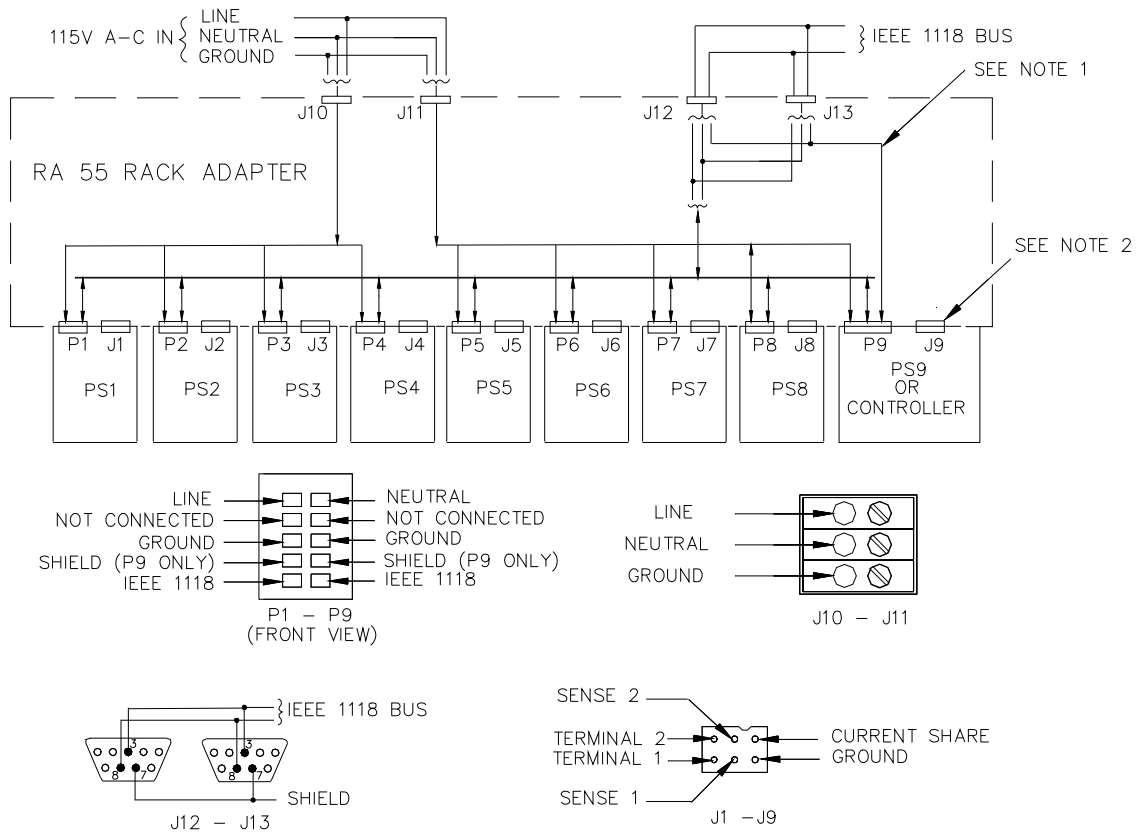 115V A-C IN
LINE
NEUTRAL
GROUND
IEEE 1118 BUS
SEE NOTE 1
J10
J11
J12
J13
RA 55 RACK ADAPTER
SEE NOTE 2
P1 J1 P2 J2 P3 J3 P4 J4 P5 J5 P6 J6 P7 J7 P8 J8 P9 J9
PS1
PS2
PS3
PS4
PS5
PS6
PS7
PS8
PS9
OR
CONTROLLER
LINE
NOT CONNECTED
GROUND
SHIELD (P9 ONLY)
IEEE 1118
NEUTRAL
NOT CONNECTED
GROUND
SHIELD (P9 ONLY)
IEEE 1118
P1 - P9
(FRONT VIEW)
LINE
NEUTRAL
GROUND
J10 - J11
IEEE 1118 BUS
3
8
7
3
8
7
SHIELD
J12 - J13
SENSE 2
TERMINAL 2
TERMINAL 1
SENSE 1
CURRENT SHARE
GROUND
J1 -J9